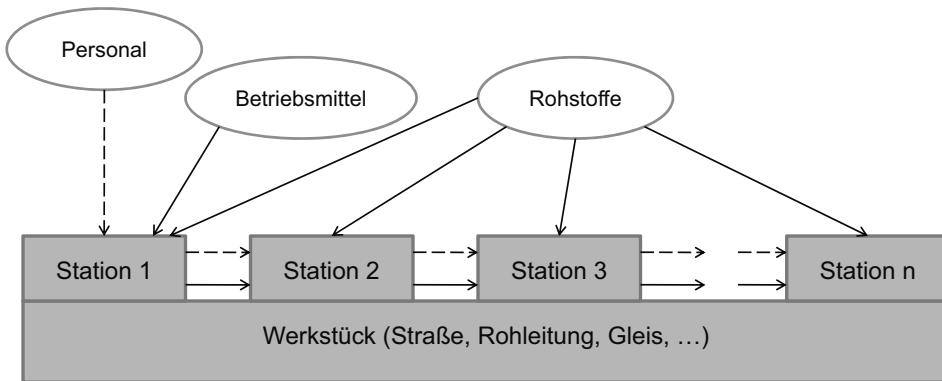 Personal
Betriebsmittel
Rohstoffe
Station 1
Station 2
Station 3
Station n
Werkstück (Straße, Rohleitung, Gleis, …)